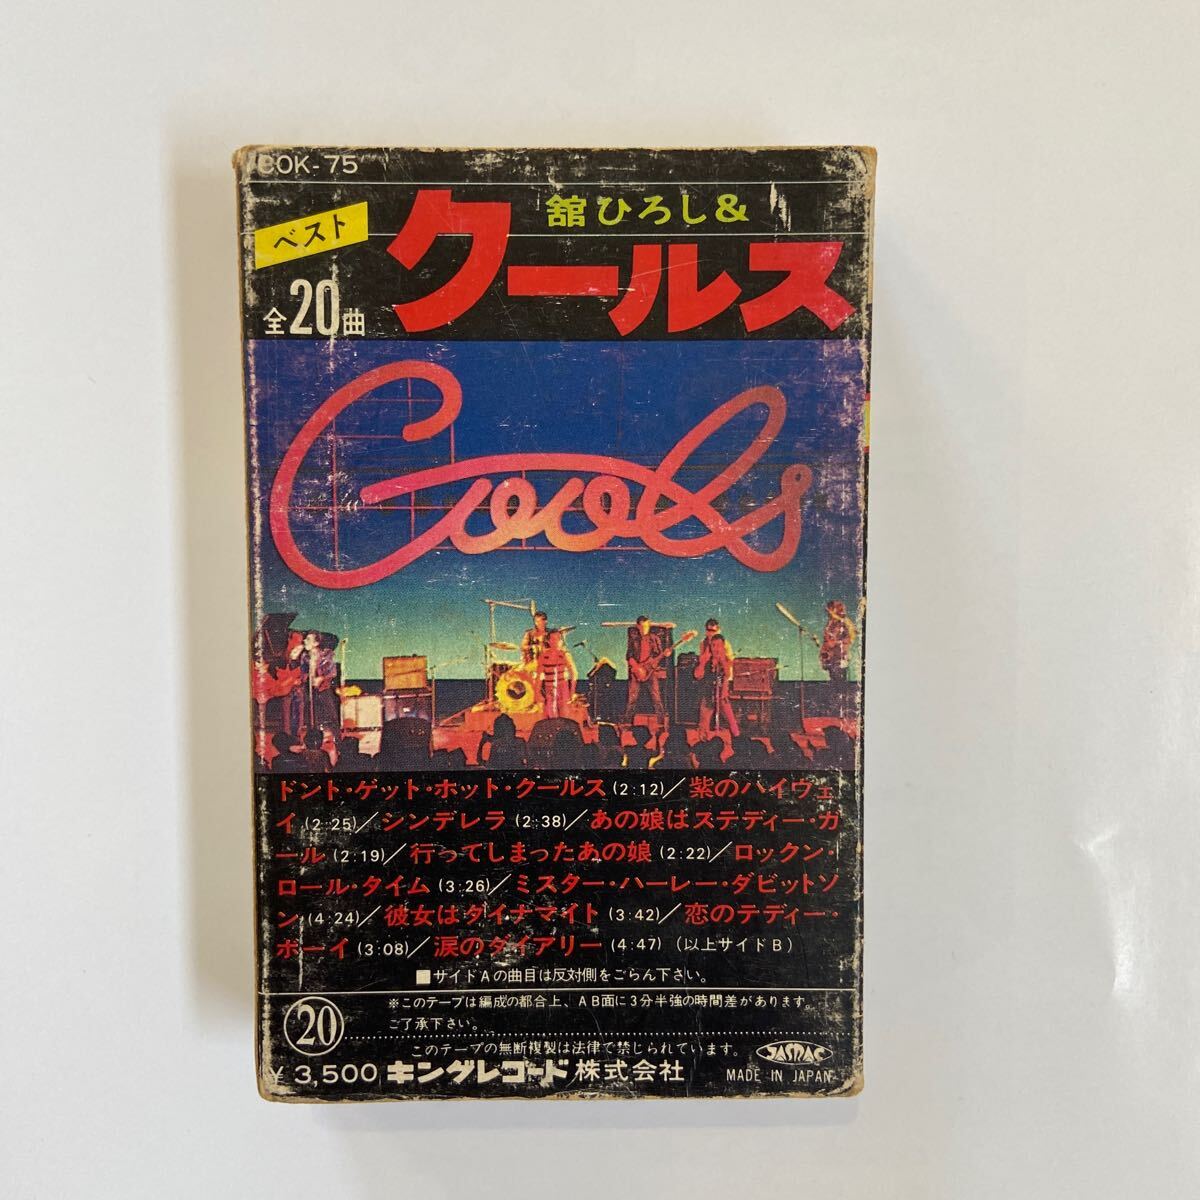 COK-75
ベスト
全20曲
舘ひろし&
クールス
Cools
ドント・ゲット・ホット・クールス(2:12)/紫のハイウェ
イ(2:25)/シンデレラ(2:38)/あの娘はステディー・ガ
ール(2:19)/行ってしまったあの娘(2:22)/ロックン・
ロール・タイム(3:26)/ミスター・ハーレー・ダビットソ
ン(4:24)/彼女はダイナマイト(3:42)/恋のテディー・
ボーイ(3:08)/涙のダイアリー(4:47)(以上サイドB)
■サイドAの曲目は反対側をごらん下さい。
⑳
※このテープは編成の都合上、AB面に3分半強の時間差があります。
ご了承下さい。
このテープの無断複製は法律で禁じられています。
JASRAC
¥3,500 キングレコード株式会社
MADE IN JAPAN